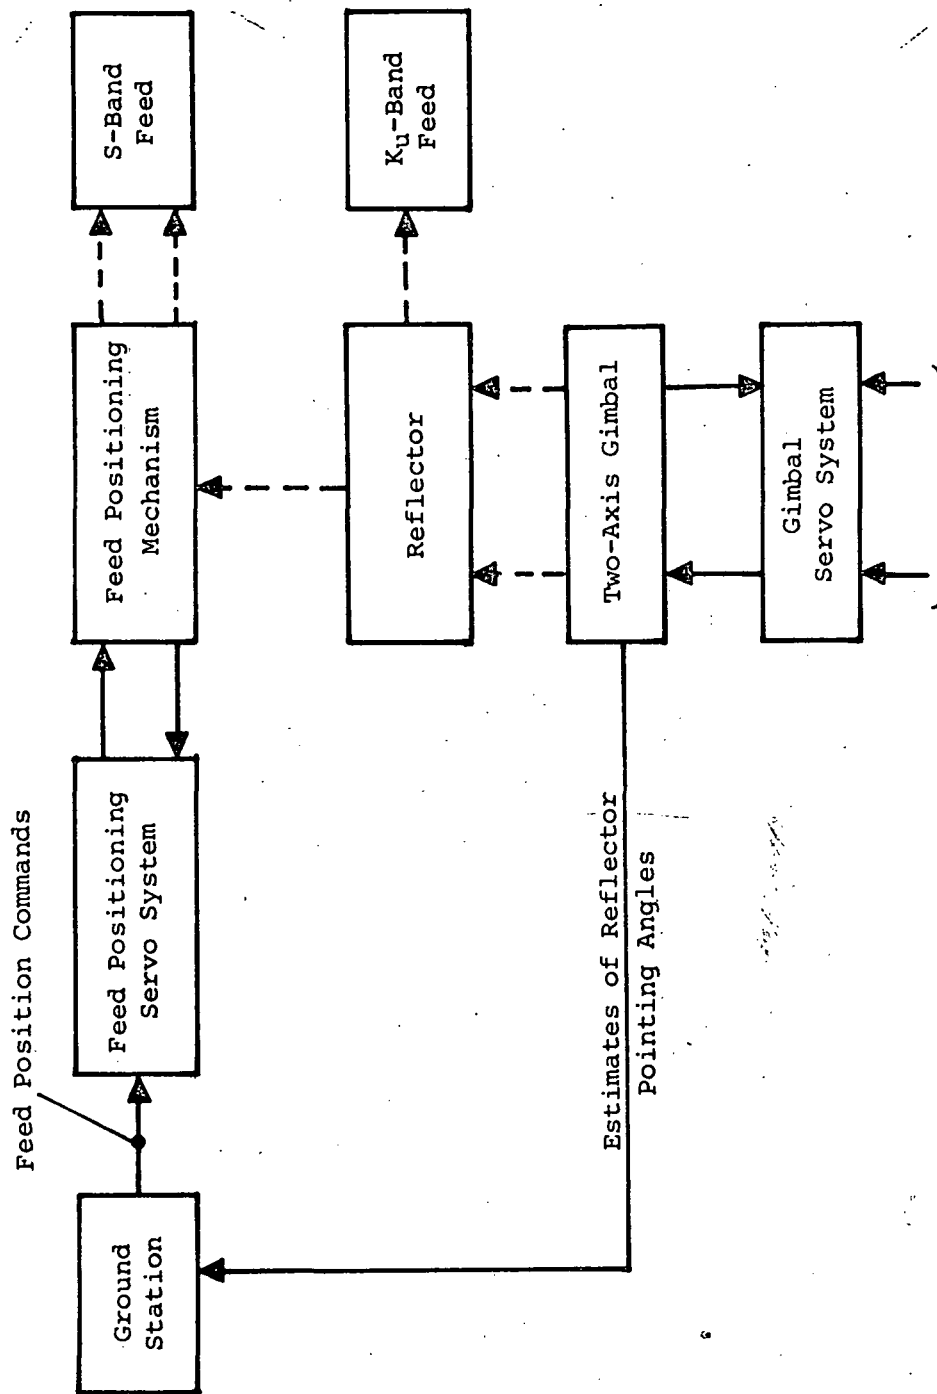 Feed Position Commands
Ground
Station
Feed Positioning
Servo System
Feed Positioning
Mechanism
S-Band
Feed
Reflector
Ku-Band
Feed
Estimates of Reflector
Pointing Angles
Two-Axis Gimbal
Gimbal
Servo System